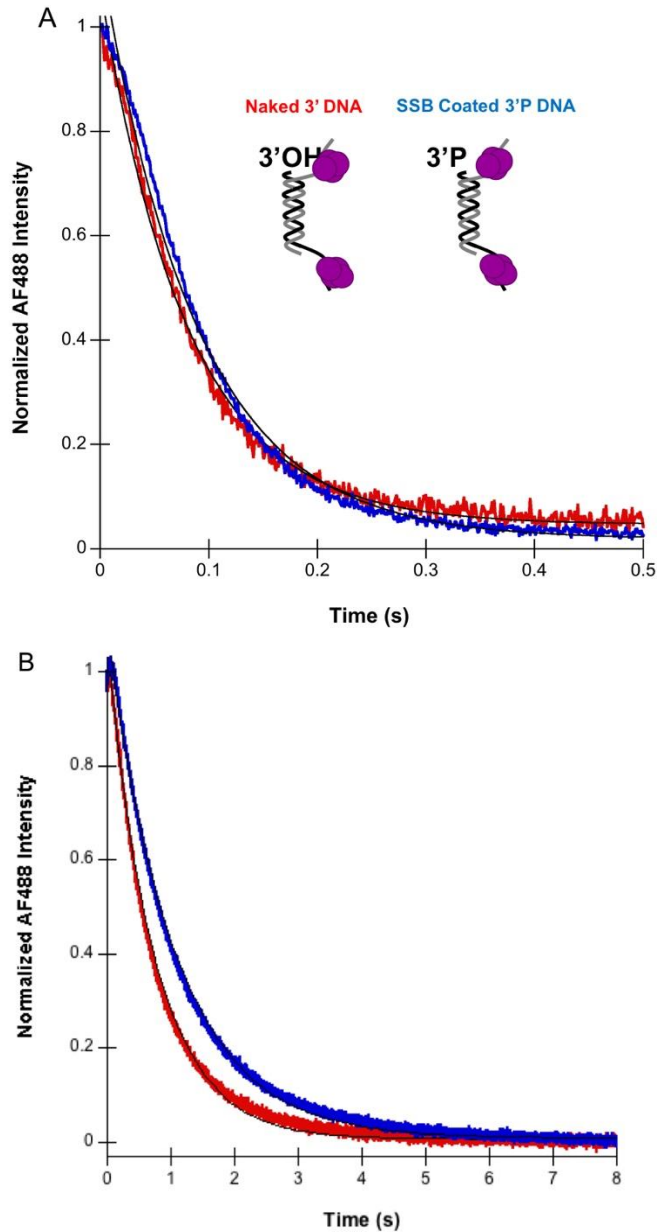 A
1
0.8
0.6
0.4
0.2
0
Normalized AF488 Intensity
Naked 3' DNA SSB Coated 3'P DNA
3'OH 3'P
0 0.1 0.2 0.3 0.4 0.5
Time (s)
B
1
0.8
0.6
0.4
0.2
0
Normalized AF488 Intensity
0 1 2 3 4 5 6 7 8
Time (s)